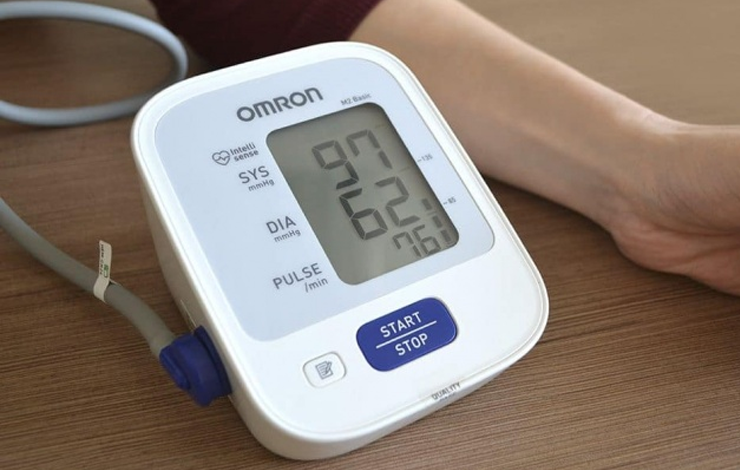 OMRON
M2 Basic
Intelli
sense
SYS
mmHg
97
135
DIA
mmHg
62
85
PULSE
/min
76
START
STOP
QUALITY